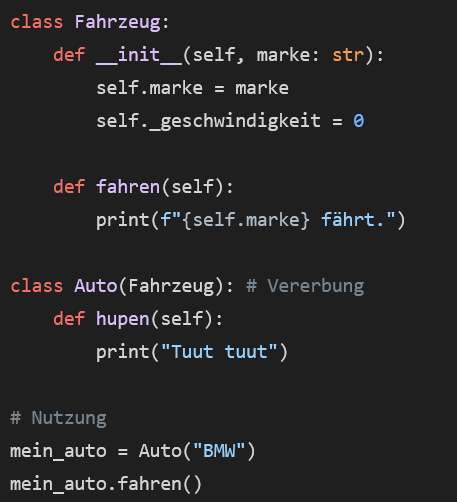 class Fahrzeug:
    def __init__(self, marke: str):
        self.marke = marke
        self._geschwindigkeit = 0

    def fahren(self):
        print(f"{self.marke} fährt.")

class Auto(Fahrzeug): # Vererbung
    def hupen(self):
        print("Tuut tuut")

# Nutzung
mein_auto = Auto("BMW")
mein_auto.fahren()